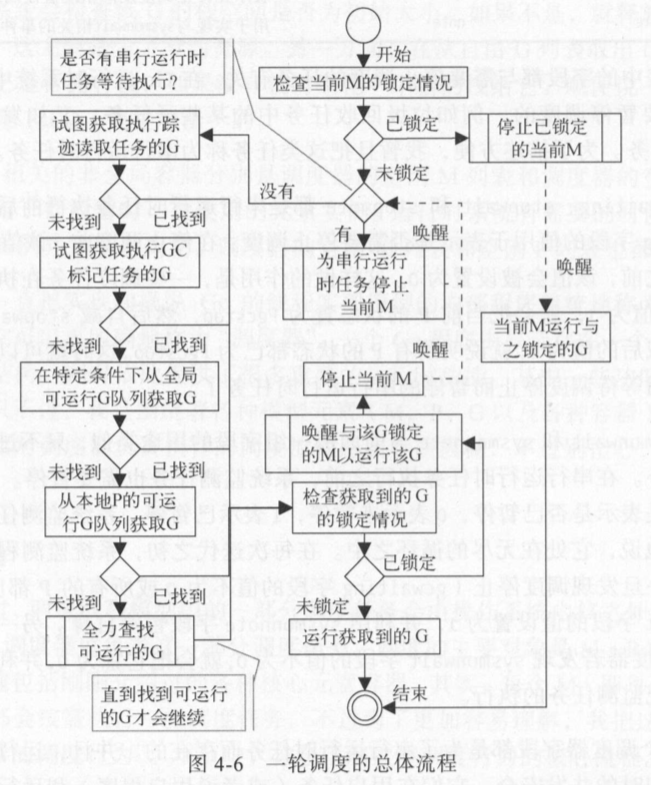 是否有串行运行时
任务等待执行?
开始
检查当前M的锁定情况
已锁定
停止已锁定
的当前M
未锁定
没有
有
唤醒
唤醒
为串行运行
时任务停止
当前M
当前M运行与
之锁定的G
唤醒
停止当前M
唤醒与该G锁定
的M以运行该G
检查获取到的G
的锁定情况
已锁定
未锁定
运行获取到的G
结束
试图获取执行踪
迹读取任务的G
未找到
已找到
试图获取执行GC
标记任务的G
未找到
已找到
在特定条件下从全局
可运行G队列获取G
未找到
已找到
从本地P的可运
行G队列获取G
未找到
已找到
全力查找
可运行的G
直到找到可运行
的G才会继续
图 4-6 一轮调度的总体流程